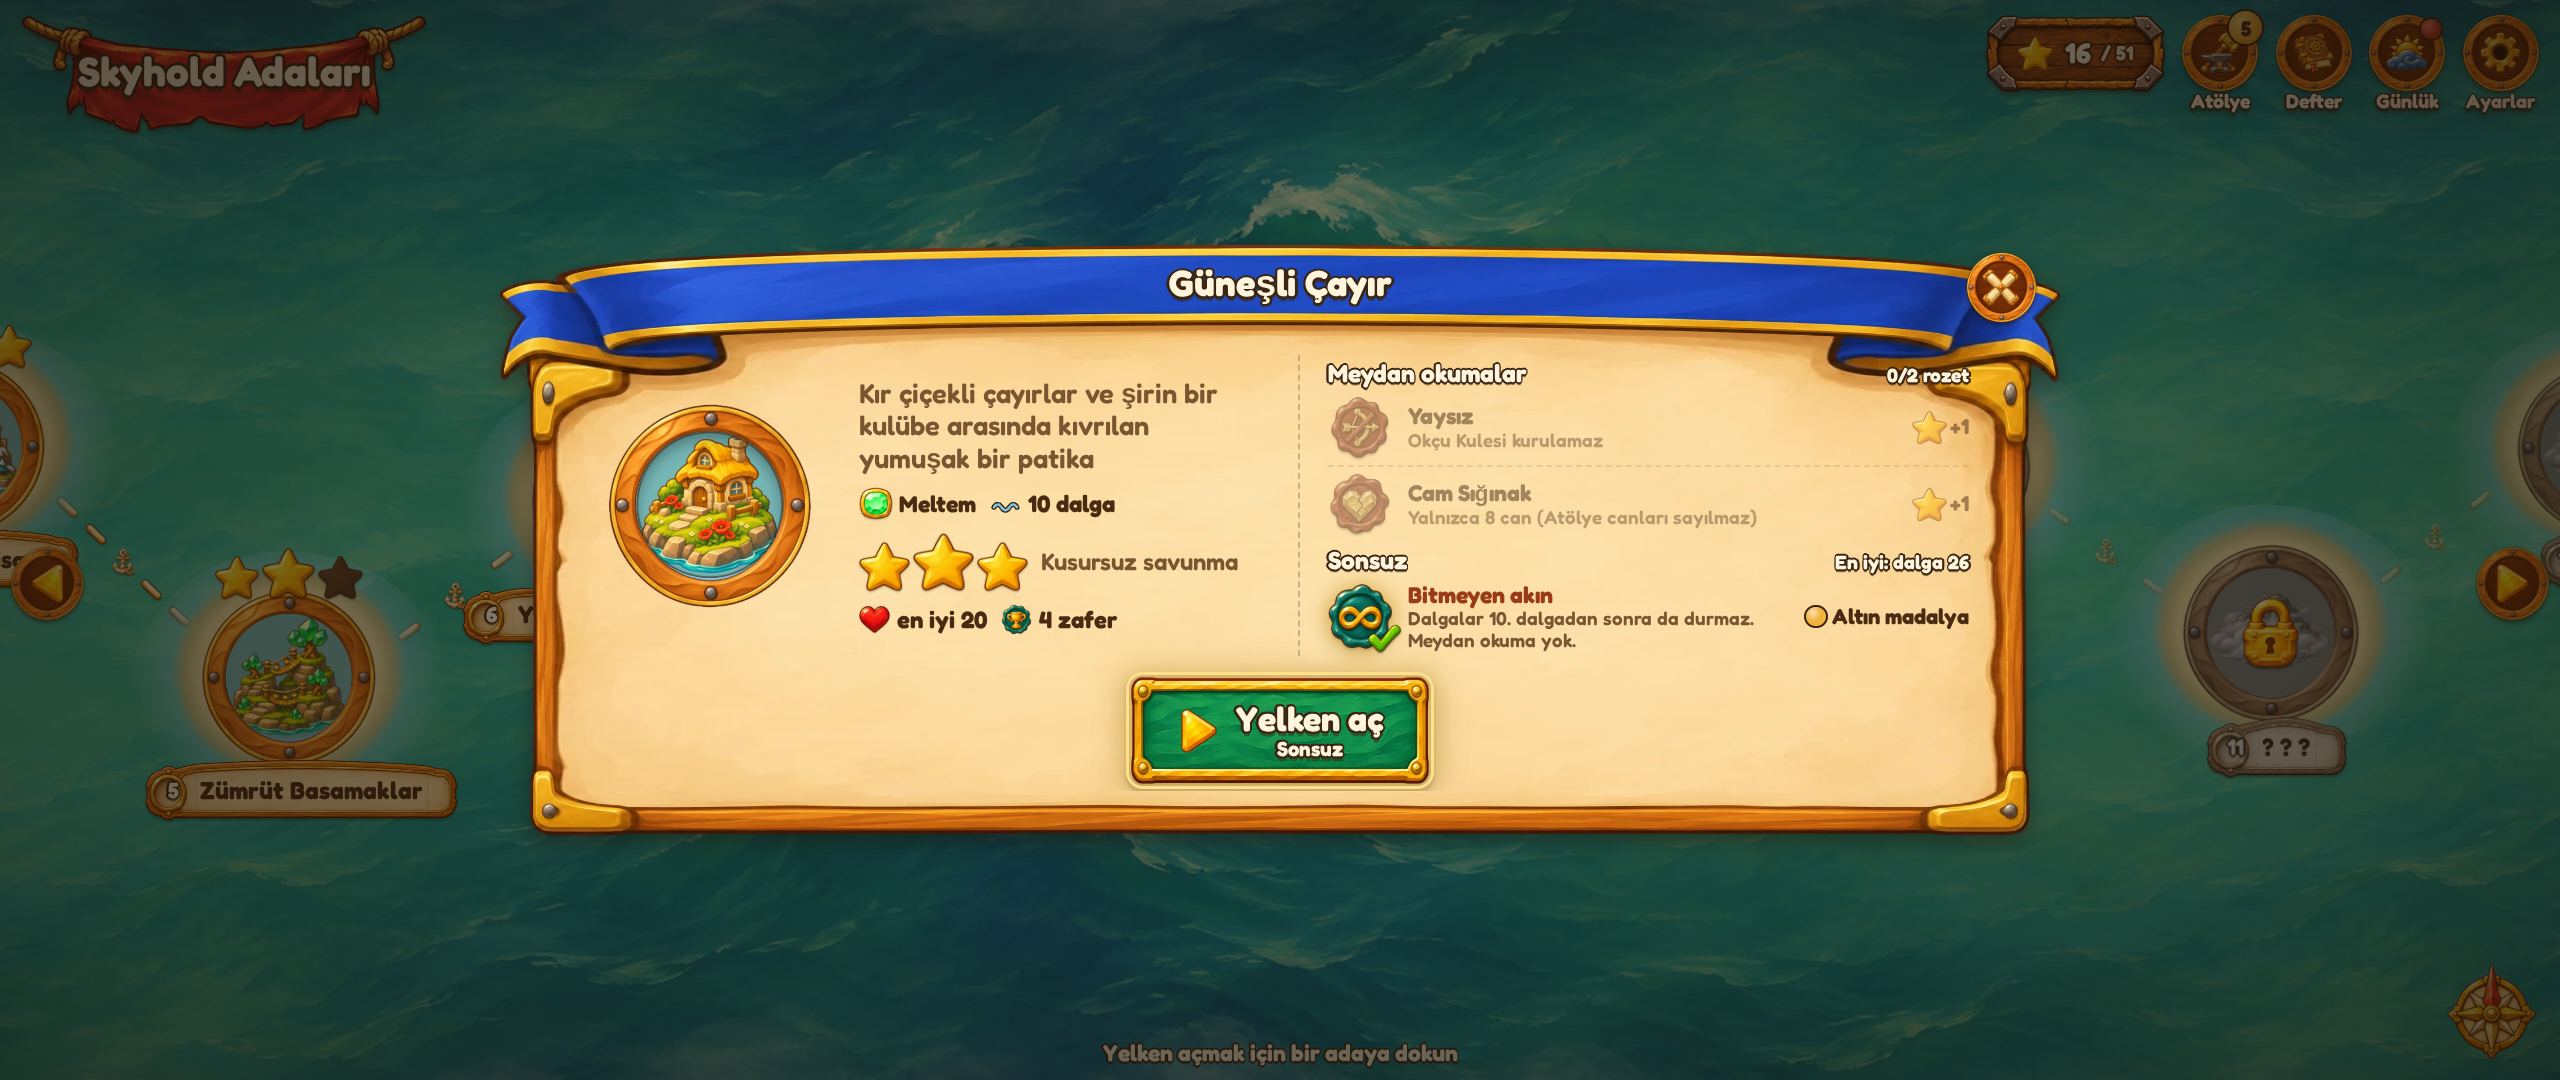 Skyhold Adaları
16 / 51
5
Atölye
Defter
Günlük
Ayarlar
Güneşli Çayır
Kır çiçekli çayırlar ve şirin bir
kulübe arasında kıvrılan
yumuşak bir patika
Meltem
10 dalga
Kusursuz savunma
en iyi 20
4 zafer
Meydan okumalar
0/2 rozet
Yaysız
Okçu Kulesi kurulamaz
+1
Cam Sığınak
Yalnızca 8 can (Atölye canları sayılmaz)
+1
Sonsuz
En iyi: dalga 26
Bitmeyen akın
Dalgalar 10. dalgadan sonra da durmaz.
Meydan okuma yok.
Altın madalya
Yelken aç
Sonsuz
6 Y
5 Zümrüt Basamaklar
11 ???
Yelken açmak için bir adaya dokun